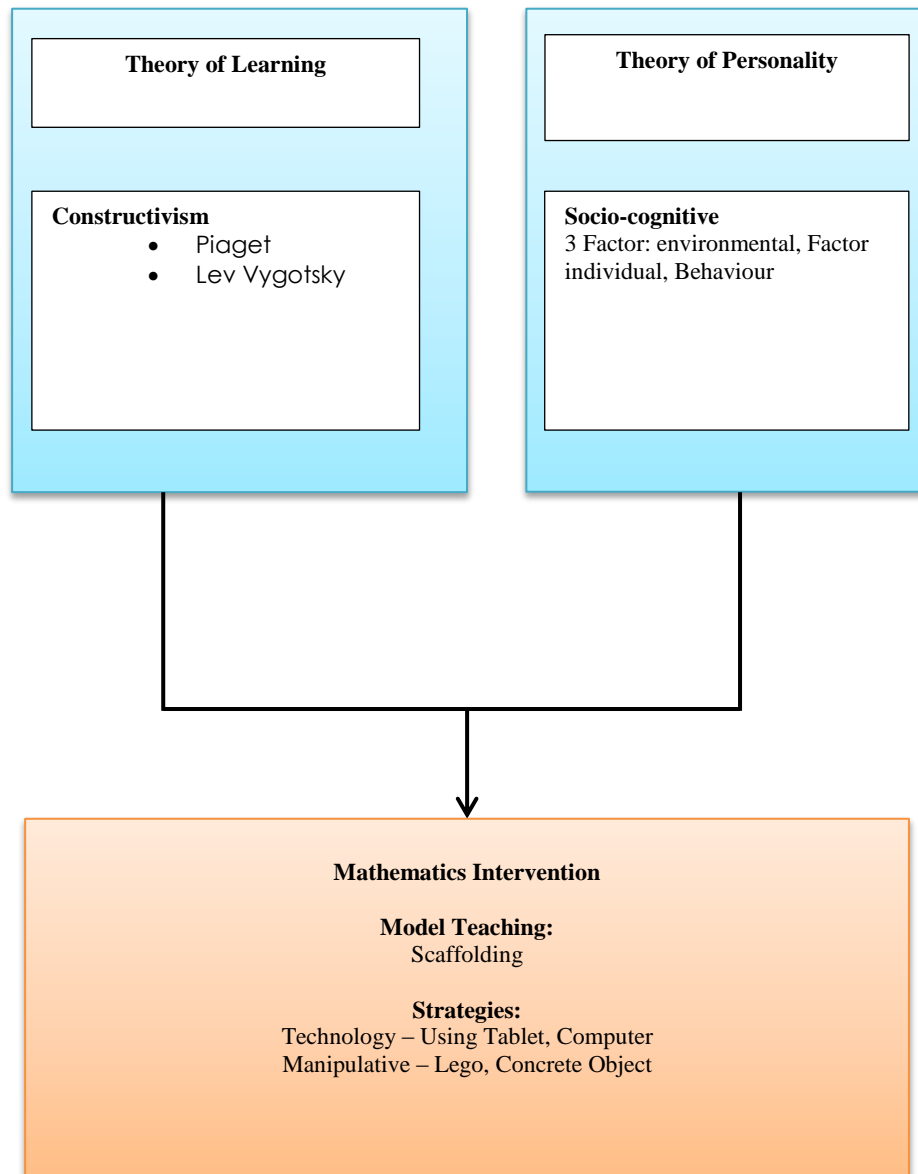 Theory of Learning
Constructivism
• Piaget
• Lev Vygotsky
Theory of Personality
Socio-cognitive
3 Factor: environmental, Factor
individual, Behaviour
Mathematics Intervention
Model Teaching:
Scaffolding
Strategies:
Technology – Using Tablet, Computer
Manipulative – Lego, Concrete Object